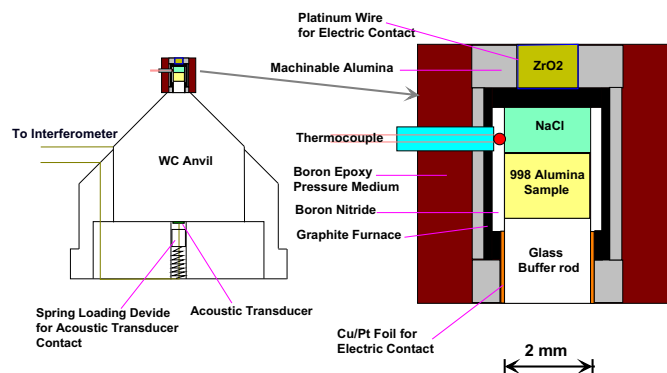 Platinum Wire
for Electric Contact
ZrO2
Machinable Alumina
To Interferometer
WC Anvil
Thermocouple
NaCl
Boron Epoxy
Pressure Medium
998 Alumina
Sample
Boron Nitride
Graphite Furnace
Glass
Buffer rod
Spring Loading Devide
for Acoustic Transducer
Contact
Acoustic Transducer
Cu/Pt Foil for
Electric Contact
2 mm